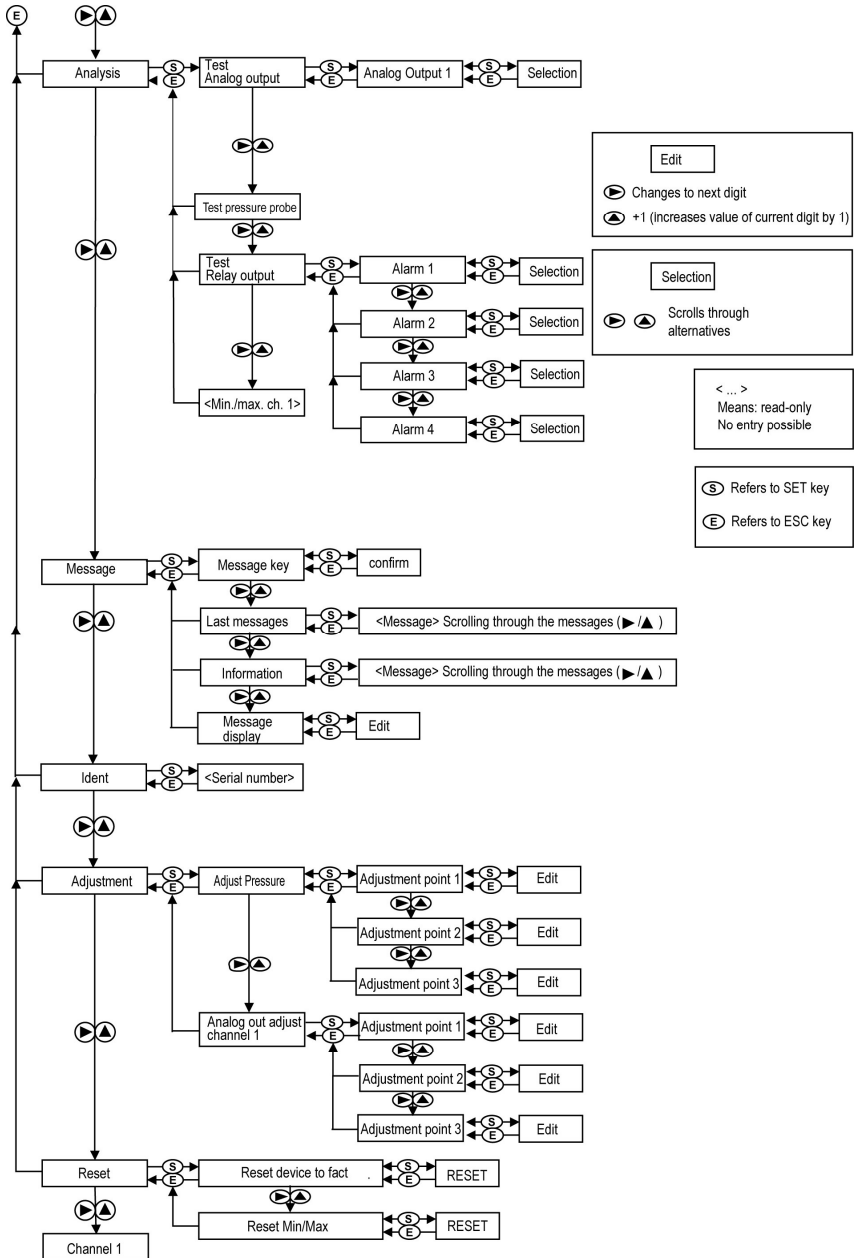 E
Analysis
S
E
Test
Analog output
S
E
Analog Output 1
S
E
Selection
Test pressure probe
Test
Relay output
S
E
Alarm 1
S
E
Selection
Alarm 2
S
E
Selection
Alarm 3
S
E
Selection
Alarm 4
S
E
Selection
<Min./max. ch. 1>
Edit
Changes to next digit
+1 (increases value of current digit by 1)
Selection
Scrolls through
alternatives
< ... >
Means: read-only
No entry possible
S Refers to SET key
E Refers to ESC key
Message
S
E
Message key
S
E
confirm
Last messages
S
E
<Message> Scrolling through the messages ( ▶ /▲ )
Information
S
E
<Message> Scrolling through the messages ( ▶ /▲ )
Message
display
S
E
Edit
Ident
S
E
<Serial number>
Adjustment
S
E
Adjust Pressure
S
E
Adjustment point 1
S
E
Edit
Adjustment point 2
S
E
Edit
Adjustment point 3
S
E
Edit
Analog out adjust
channel 1
S
E
Adjustment point 1
S
E
Edit
Adjustment point 2
S
E
Edit
Adjustment point 3
S
E
Edit
Reset
S
E
Reset device to fact .
S
E
RESET
Reset Min/Max
S
E
RESET
Channel 1